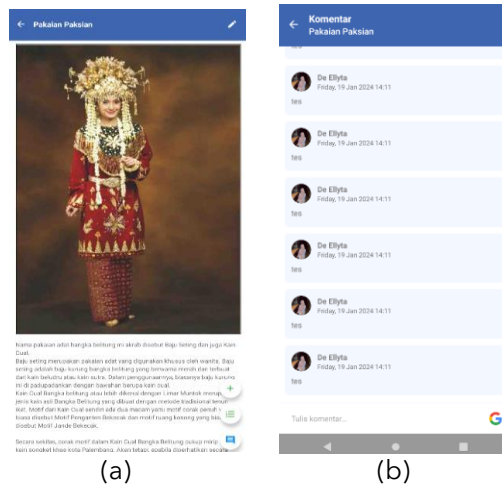 Pakaian Paksian
Nama pakaian adat bangka belitung ini akrab disebut Baju Seting dan juga Kain
Cual.
Baju seting merupakan pakaian adat yang digunakan khusus oleh wanita. Baju
seting adalah baju kurung bangka belitung yang berwarna merah dan terbuat
dari kain beludru atau kain sutra. Dalam penggunaannya, biasanya baju kurung
ini di padupadankan dengan bawahan berupa kain cual.
Kain Cual Bangka belitung atau lebih dikenal dengan Limar Muntok
jenis kain asli Bangka Belitung yang dibuat dengan metode tradisional tenun
ikat. Motif dari Kain Cual sendiri ada dua macam yaitu motif corak penuh
biasa disebut Motif Penganten Bekecak dan motif ruang kosong yang
disebut Motif Jande Bekecak.
Secara sekilas, corak motif dalam Kain Cual Bangka Belitung cukup mirip
kain songket khas kota Palembang. Akan tetapi, apabila diperhatikan secara
(a)
Komentar
Pakaian Paksian
tes
De Ellyta
Friday, 19 Jan 2024 14:11
tes
De Ellyta
Friday, 19 Jan 2024 14:11
tes
De Ellyta
Friday, 19 Jan 2024 14:11
tes
De Ellyta
Friday, 19 Jan 2024 14:11
tes
De Ellyta
Friday, 19 Jan 2024 14:11
tes
De Ellyta
Friday, 19 Jan 2024 14:11
tes
Tulis komentar...
G
(b)